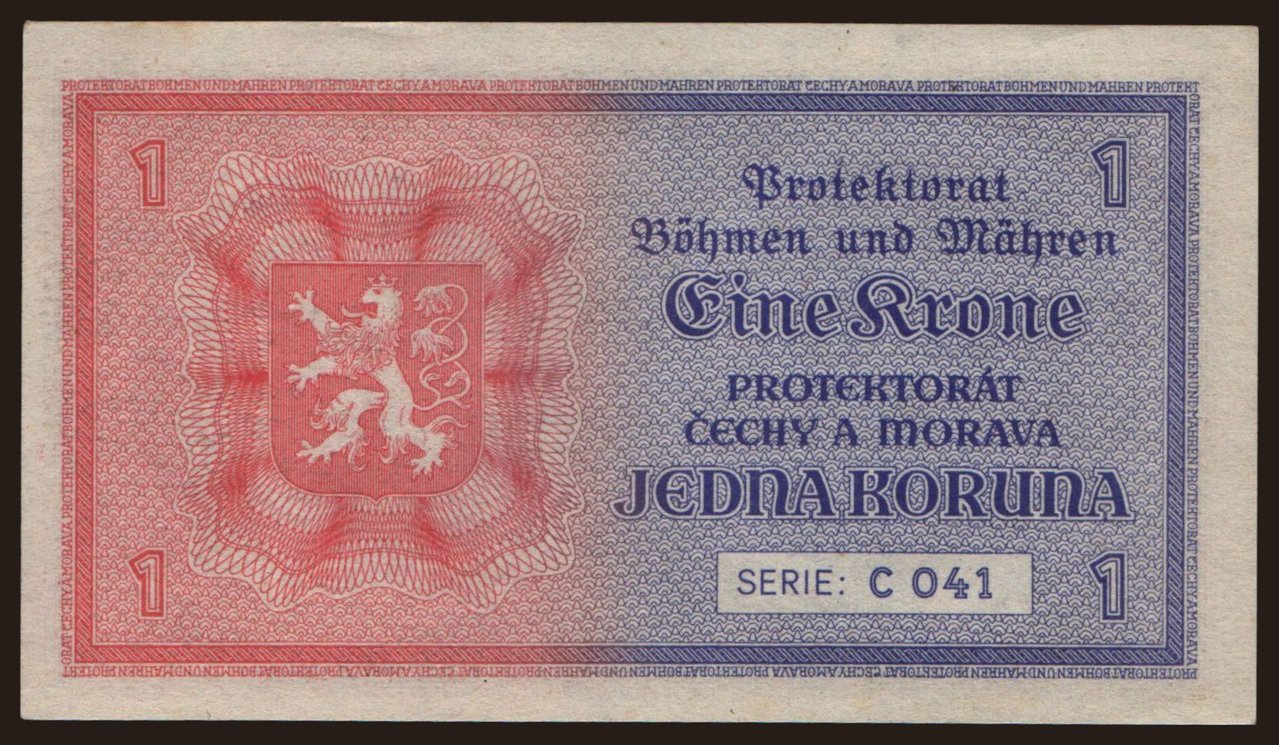 PROTEKTORAT BÖHMEN UND MÄHREN PROTEKTORÁT ČECHY A MORAVA PROTEKTORAT BÖHMEN UND MÄHREN PROTEKTORÁT ČECHY A MORAVA PROTEKTORAT BÖHMEN UND MÄHREN PROTEKT
1 1
Protektorat
Böhmen und Mähren
Eine Krone
PROTEKTORÁT
ČECHY A MORAVA
JEDNA KORUNA
SERIE: C 041
1 1